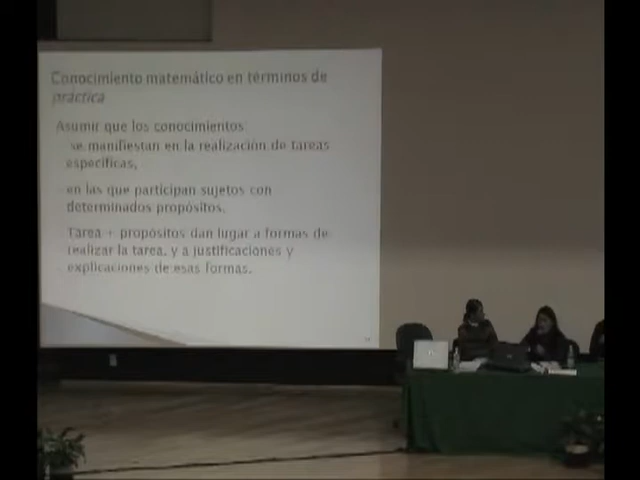 Conocimiento matemático en términos de
práctica
Asumir que los conocimientos
se manifiestan en la realización de tareas
específicas,
en las que participan sujetos con
determinados propósitos.
Tarea + propósitos dan lugar a formas de
realizar la tarea, y a justificaciones y
explicaciones de esas formas.